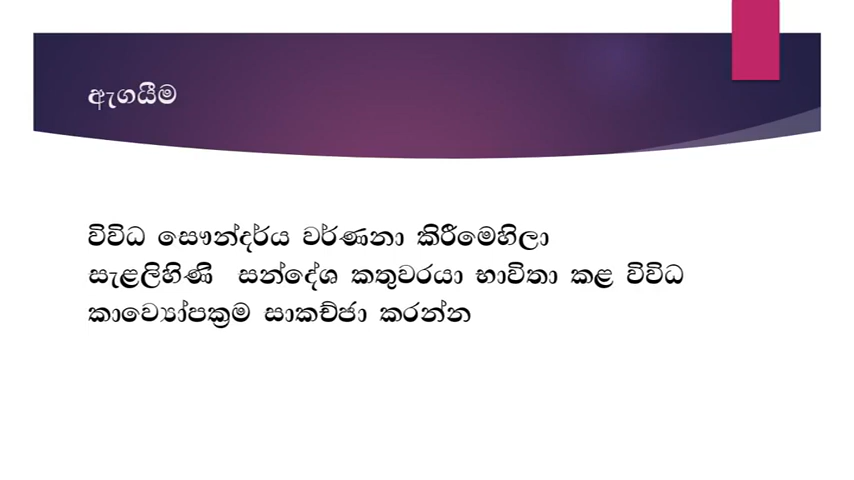 ඇගයීම
විවිධ සෞන්දර්ය වර්ණනා කිරීමෙහිලා
සැළලිහිණි සන්දේශ කතුවරයා භාවිතා කළ විවිධ
කාව්‍යෝපක්‍රම සාකච්ඡා කරන්න